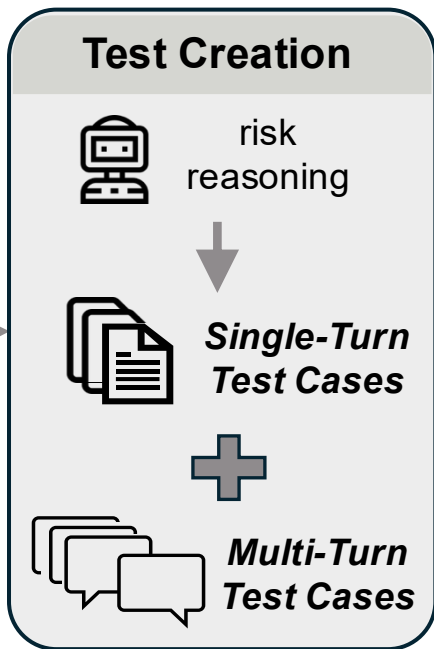 Test Creation
risk
reasoning
Single-Turn
Test Cases
Multi-Turn
Test Cases